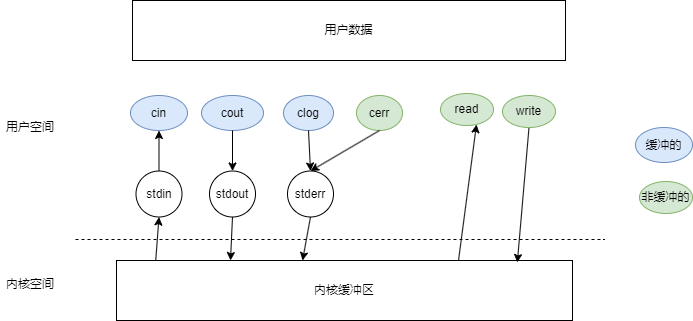 用户数据
用户空间
cin
cout
clog
cerr
read
write
缓冲的
stdin
stdout
stderr
非缓冲的
内核空间
内核缓冲区